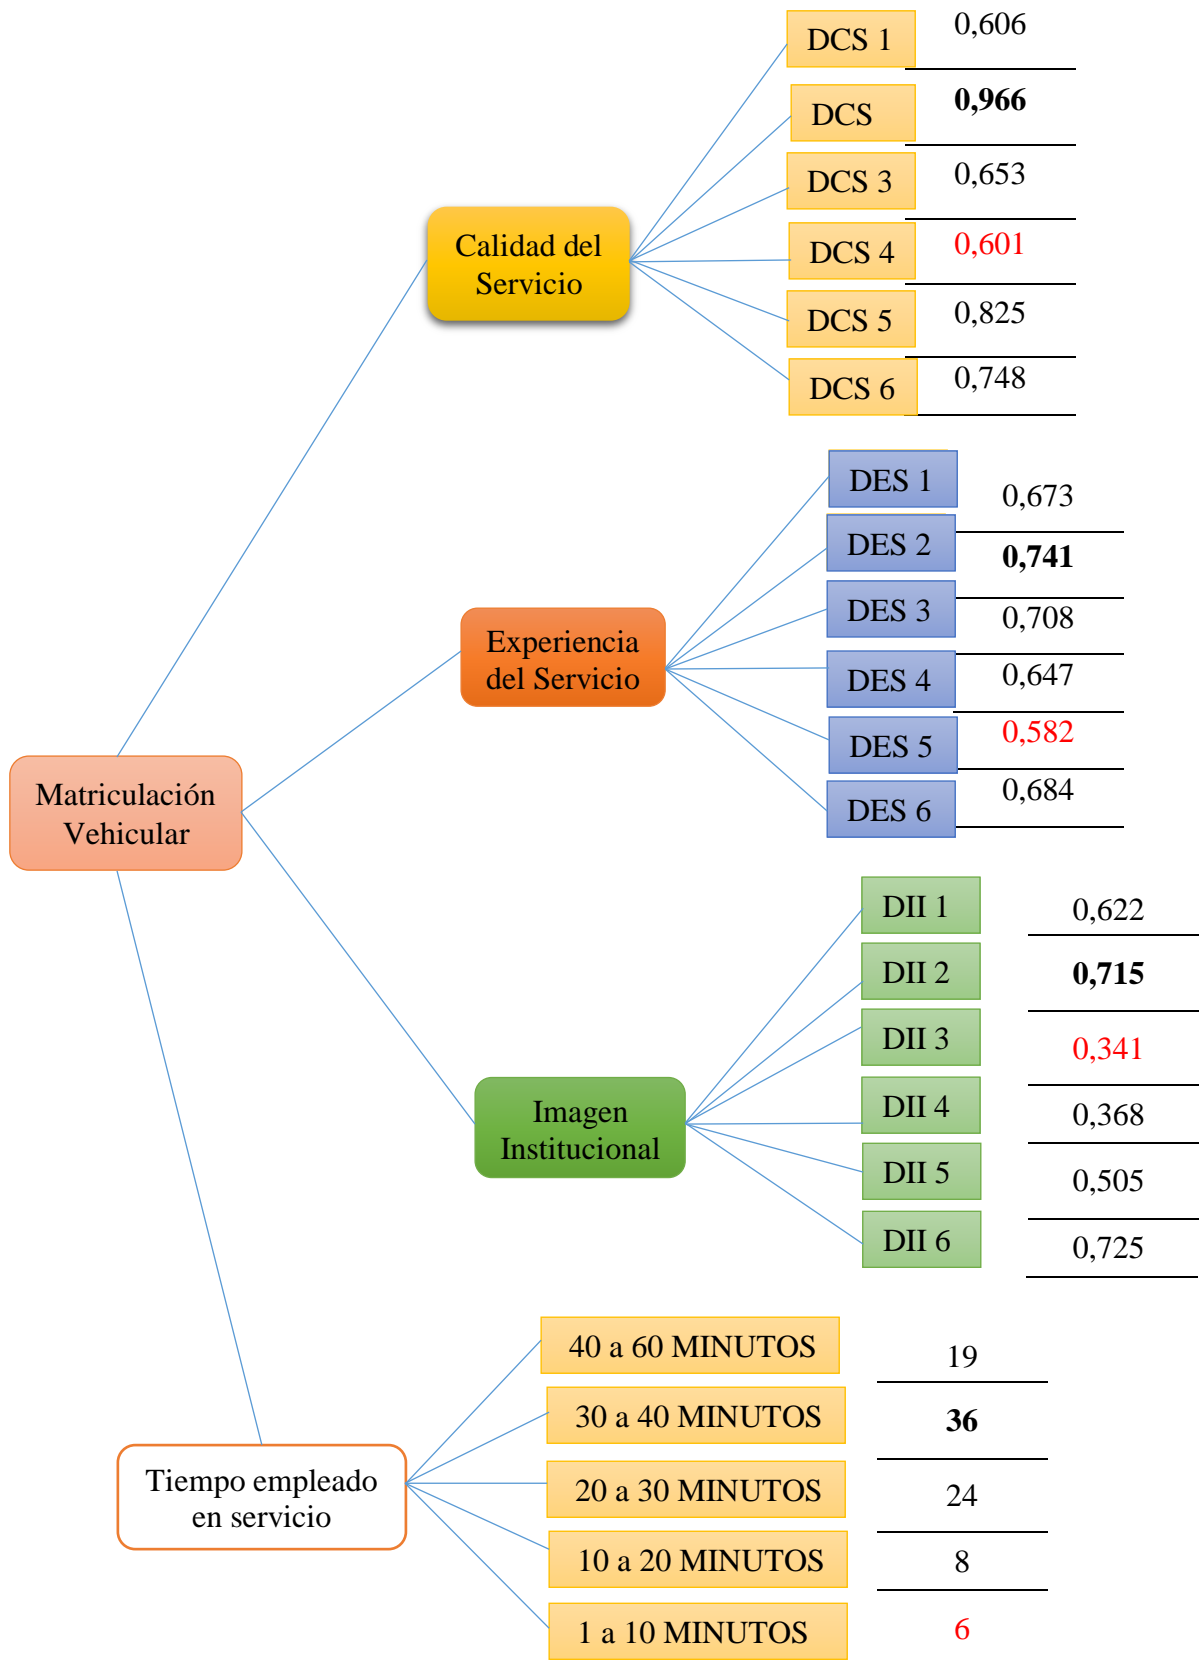 DCS 1 0,606
DCS 0,966
DCS 3 0,653
Calidad del
Servicio
DCS 4 0,601
DCS 5 0,825
DCS 6 0,748
DES 1 0,673
DES 2 0,741
DES 3 0,708
Experiencia
del Servicio
DES 4 0,647
DES 5 0,582
DES 6 0,684
Matriculación
Vehicular
DII 1 0,622
DII 2 0,715
DII 3 0,341
Imagen
Institucional
DII 4 0,368
DII 5 0,505
DII 6 0,725
40 a 60 MINUTOS 19
30 a 40 MINUTOS 36
Tiempo empleado
en servicio
20 a 30 MINUTOS 24
10 a 20 MINUTOS 8
1 a 10 MINUTOS 6